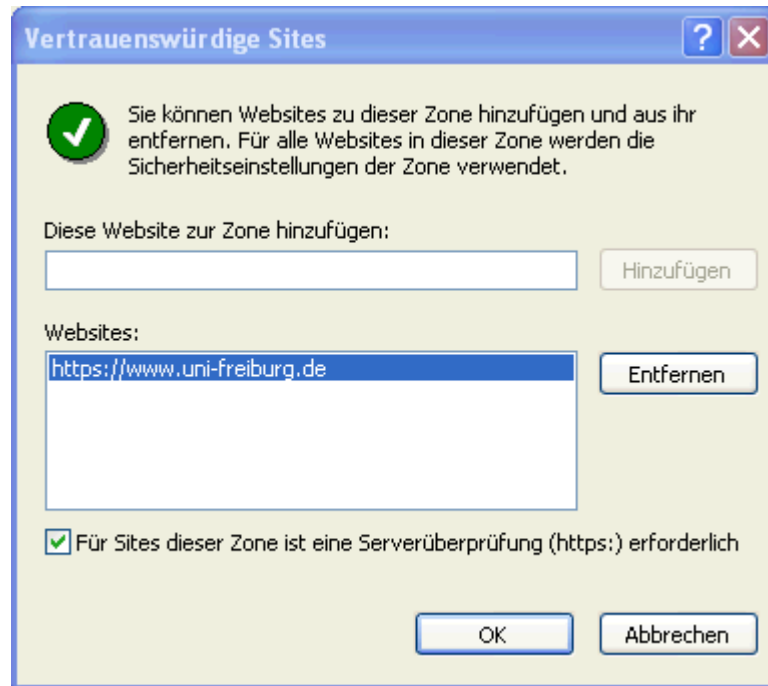 Vertrauenswürdige Sites
Sie können Websites zu dieser Zone hinzufügen und aus ihr
entfernen. Für alle Websites in dieser Zone werden die
Sicherheitseinstellungen der Zone verwendet.
Diese Website zur Zone hinzufügen:
Hinzufügen
Websites:
https://www.uni-freiburg.de
Entfernen
Für Sites dieser Zone ist eine Serverüberprüfung (https:) erforderlich
OK
Abbrechen